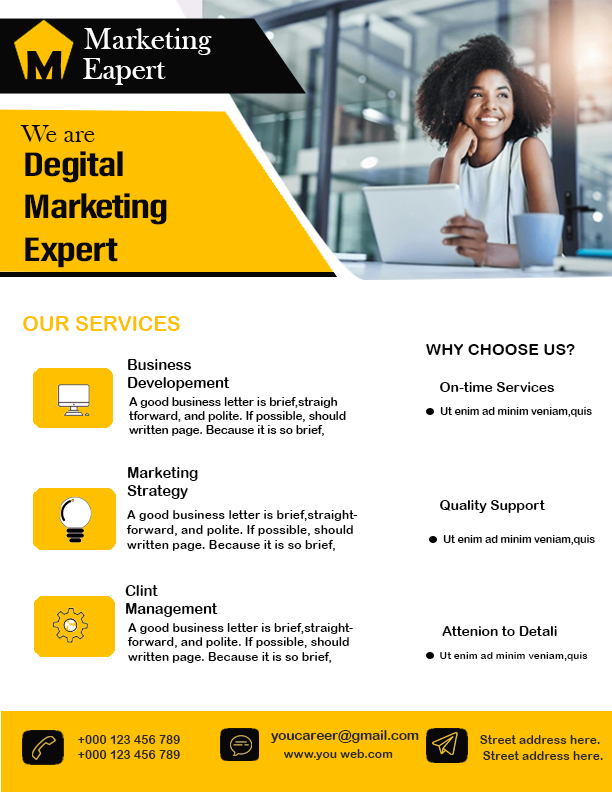 M
Marketing
Eapert
We are
Degital
Marketing
Expert
OUR SERVICES
Business
Developement
A good business letter is brief,straigh
tforward, and polite. If possible, should
written page. Because it is so brief,
Marketing
Strategy
A good business letter is brief,straight-
forward, and polite. If possible, should
written page. Because it is so brief,
Clint
Management
A good business letter is brief,straight-
forward, and polite. If possible, should
written page. Because it is so brief,
WHY CHOOSE US?
On-time Services
Ut enim ad minim veniam,quis
Quality Support
Ut enim ad minim veniam,quis
Attenion to Detali
Ut enim ad minim veniam,quis
+000 123 456 789
+000 123 456 789
youcareer@gmail.com
www.you web.com
Street address here.
Street address here.